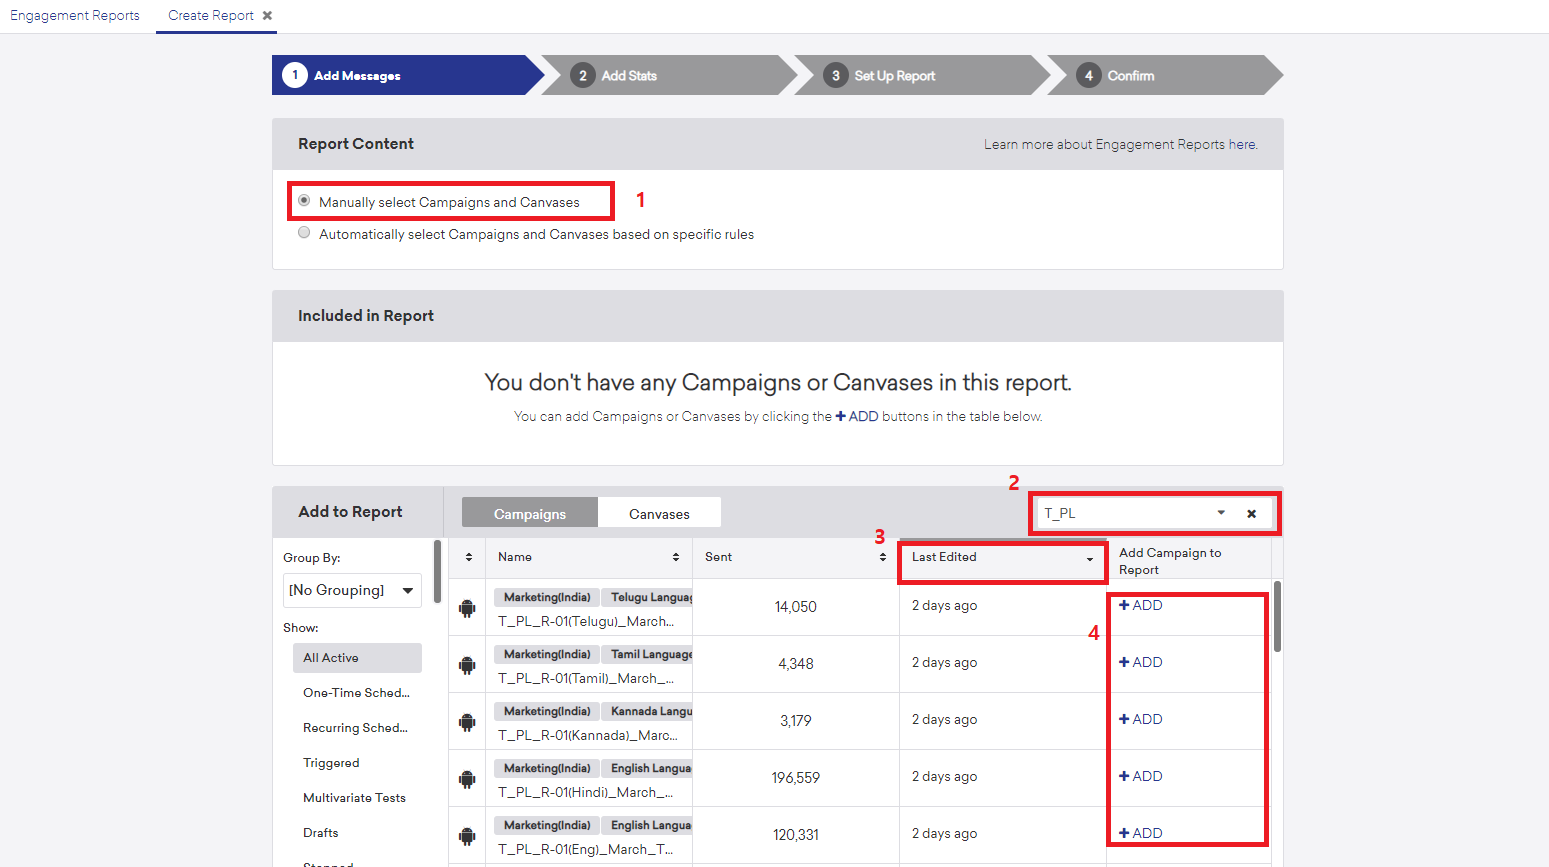 Engagement Reports Create Report ✖
1 Add Messages 2 Add Stats 3 Set Up Report 4 Confirm
Report Content Learn more about Engagement Reports here.
Manually select Campaigns and Canvases 1
Automatically select Campaigns and Canvases based on specific rules
Included in Report
You don't have any Campaigns or Canvases in this report.
You can add Campaigns or Canvases by clicking the + ADD buttons in the table below.
2
Add to Report Campaigns Canvases T_PL ✖
3
Group By:
[No Grouping]
Show:
All Active
One-Time Sched...
Recurring Sched...
Triggered
Multivariate Tests
Drafts
Name Sent Last Edited Add Campaign to
Report
Marketing(India) Telugu Languag
T_PL_R-01(Telugu)_March... 14,050 2 days ago + ADD
4
Marketing(India) Tamil Language
T_PL_R-01(Tamil)_March_... 4,348 2 days ago + ADD
Marketing(India) Kannada Langu
T_PL_R-01(Kannada)_Marc... 3,179 2 days ago + ADD
Marketing(India) English Langua
T_PL_R-01(Hindi)_March_... 196,559 2 days ago + ADD
Marketing(India) English Langua
T_PL_R-01(Eng)_March_T... 120,331 2 days ago + ADD